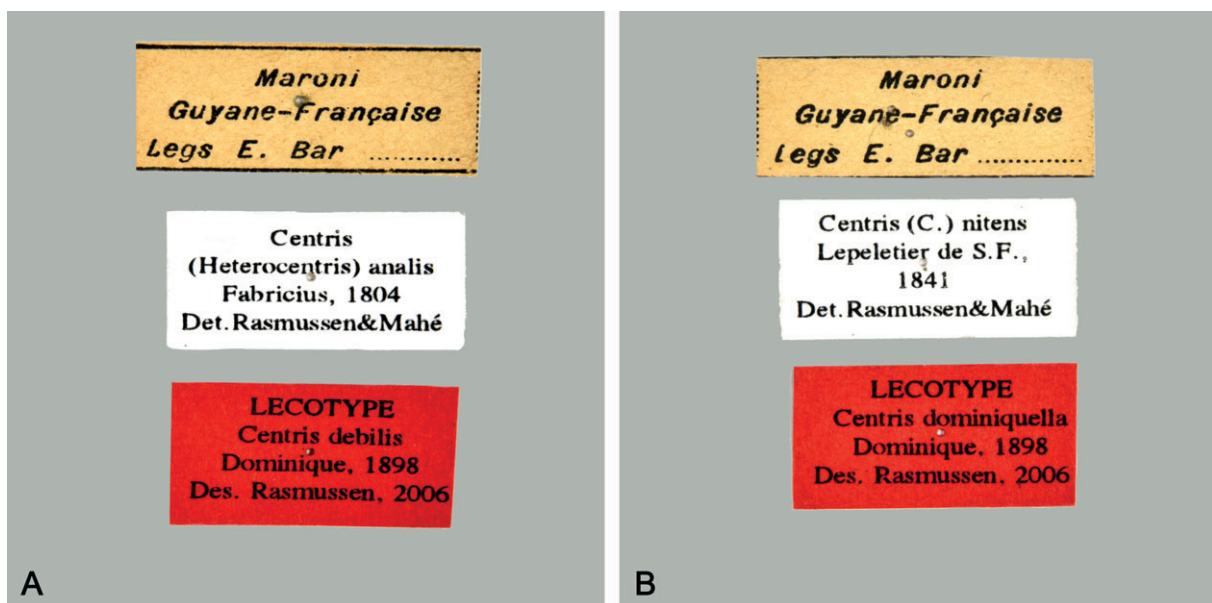 Maroni
Guyane-Française
Legs E. Bar ............
Centris
(Heterocentris) analis
Fabricius, 1804
Det.Rasmussen&Mahé
LECOTYPE
Centris debilis
Dominique, 1898
Des. Rasmussen, 2006
A
Maroni
Guyane-Française
Legs E. Bar ..............
Centris (C.) nitens
Lepeletier de S.F.,
1841
Det.Rasmussen&Mahé
LECOTYPE
Centris dominiquella
Dominique, 1898
Des. Rasmussen, 2006
B